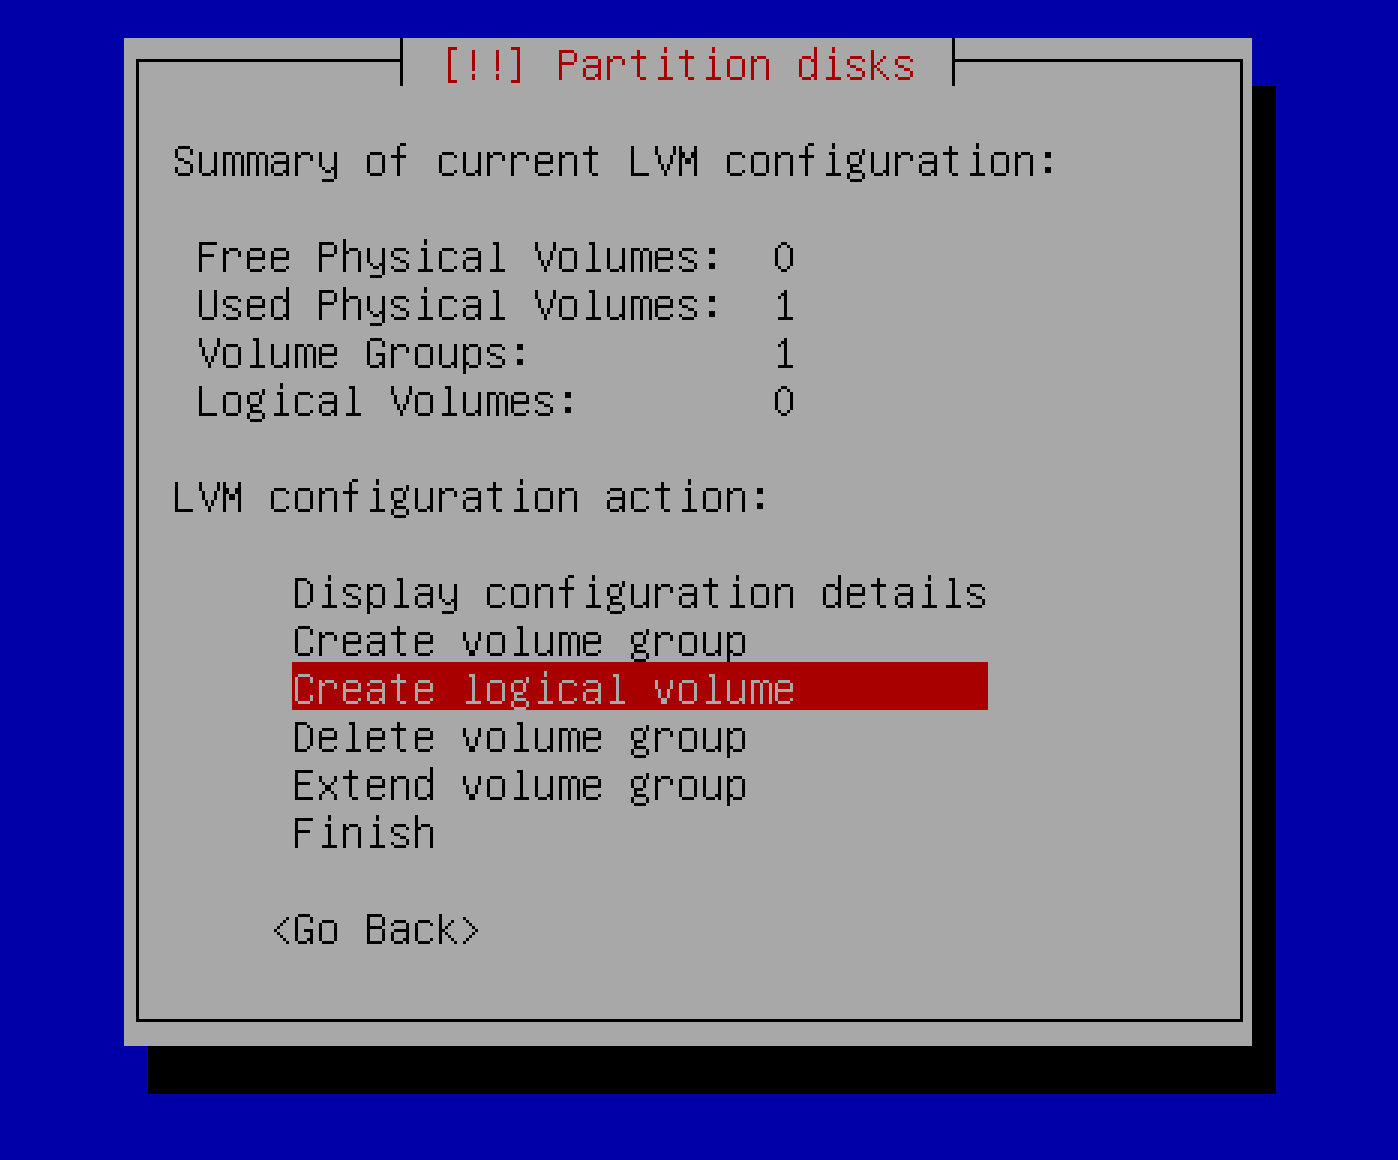 [!!] Partition disks
Summary of current LVM configuration:
Free Physical Volumes: 0
Used Physical Volumes: 1
Volume Groups: 1
Logical Volumes: 0
LVM configuration action:
Display configuration details
Create volume group
Create logical volume
Delete volume group
Extend volume group
Finish
<Go Back>